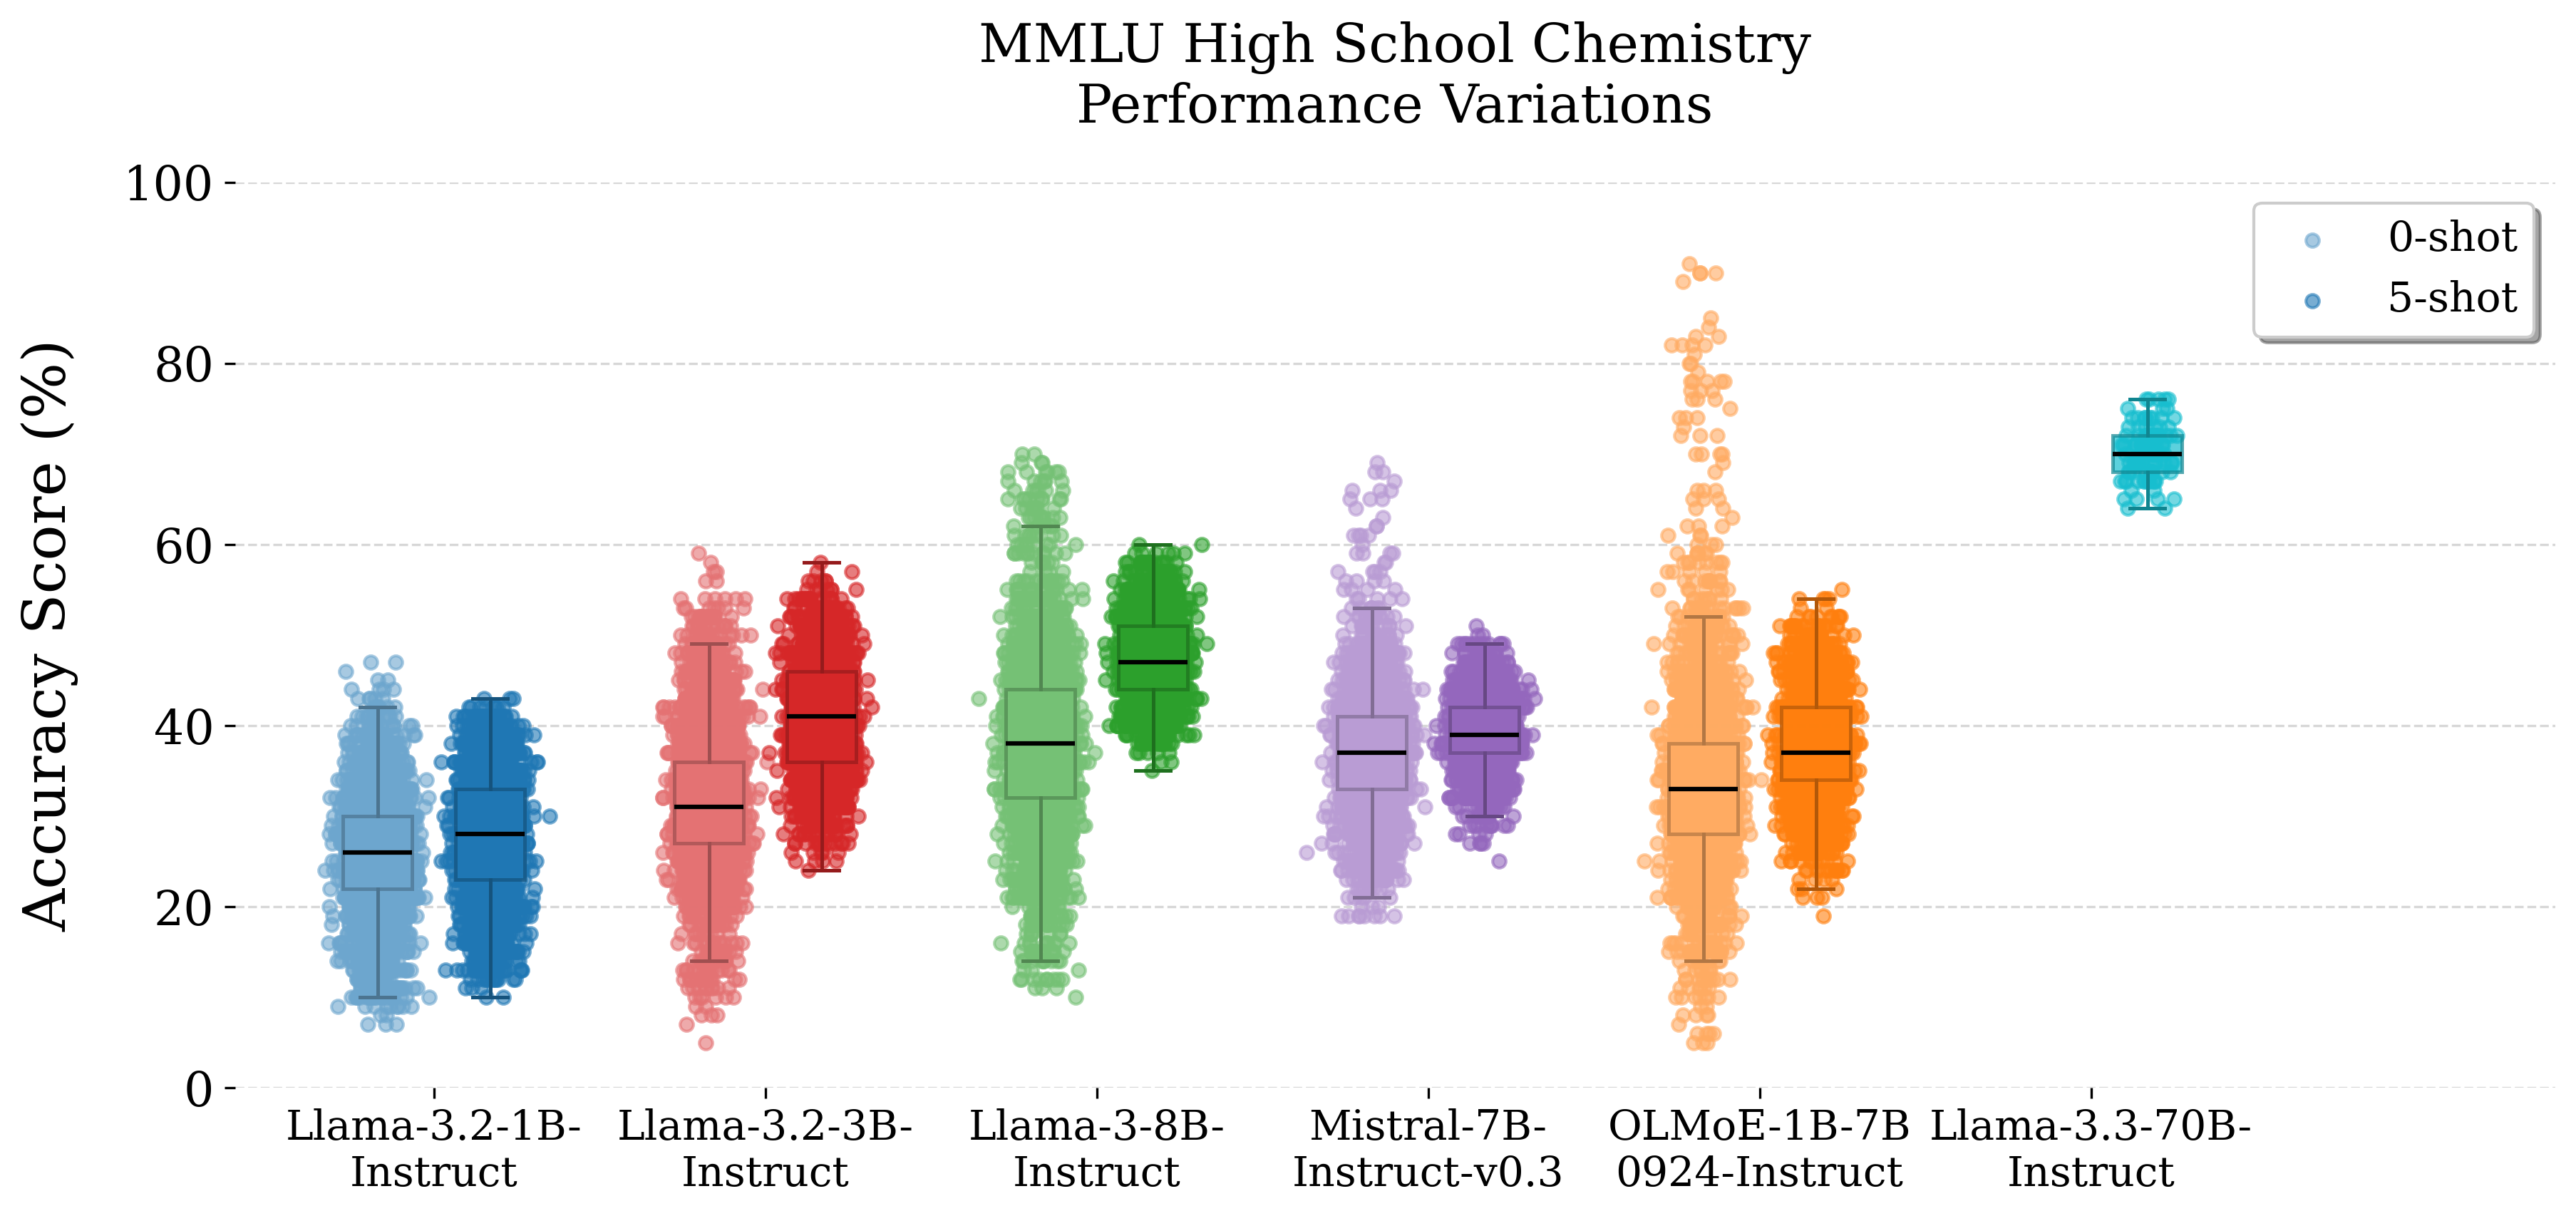 MMLU High School Chemistry
Performance Variations
Accuracy Score (%)
100
80
60
40
20
0
0-shot
5-shot
Llama-3.2-1B-
Instruct
Llama-3.2-3B-
Instruct
Llama-3-8B-
Instruct
Mistral-7B-
Instruct-v0.3
OLMoE-1B-7B
0924-Instruct
Llama-3.3-70B-
Instruct